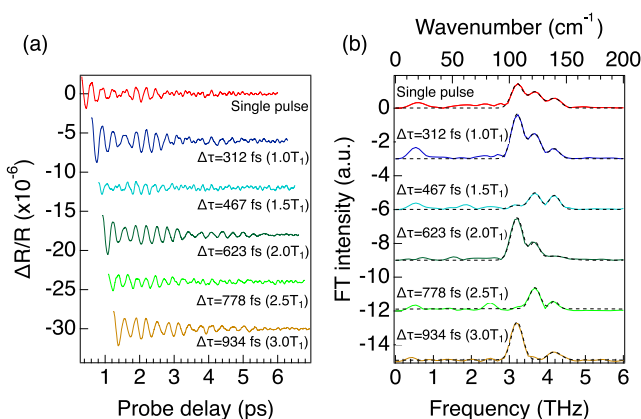 (a)
ΔR/R (x10⁻⁶)
0
-5
-10
-15
-20
-25
-30
Single pulse
Δτ=312 fs (1.0T₁)
Δτ=467 fs (1.5T₁)
Δτ=623 fs (2.0T₁)
Δτ=778 fs (2.5T₁)
Δτ=934 fs (3.0T₁)
1 2 3 4 5 6
Probe delay (ps)
Wavenumber (cm⁻¹)
(b)
0 50 100 150 200
FT intensity (a.u.)
0
-2
-4
-6
-8
-10
-12
-14
Single pulse
Δτ=312 fs (1.0T₁)
Δτ=467 fs (1.5T₁)
Δτ=623 fs (2.0T₁)
Δτ=778 fs (2.5T₁)
Δτ=934 fs (3.0T₁)
0 1 2 3 4 5 6
Frequency (THz)